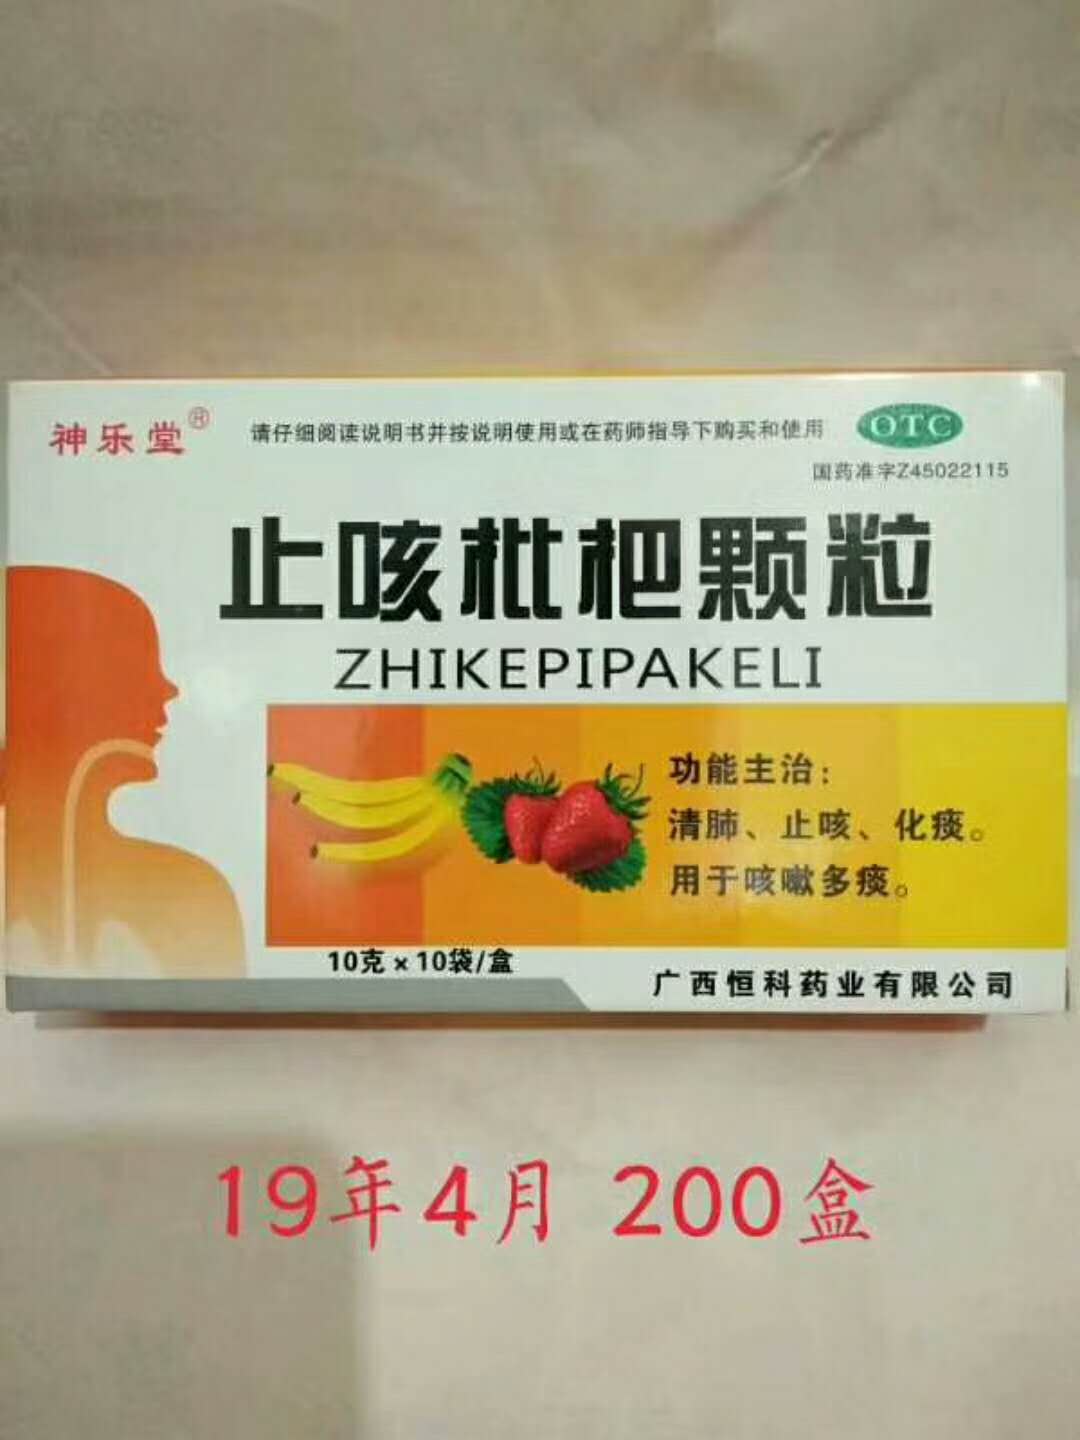 神乐堂®
请仔细阅读说明书并按说明使用或在药师指导下购买和使用
OTC
国药准字Z45022115
止咳枇杷颗粒
ZHIKEPIPAKELI
功能主治：
清肺、止咳、化痰。
用于咳嗽多痰。
10克×10袋/盒
广西恒科药业有限公司
19年4月 200盒